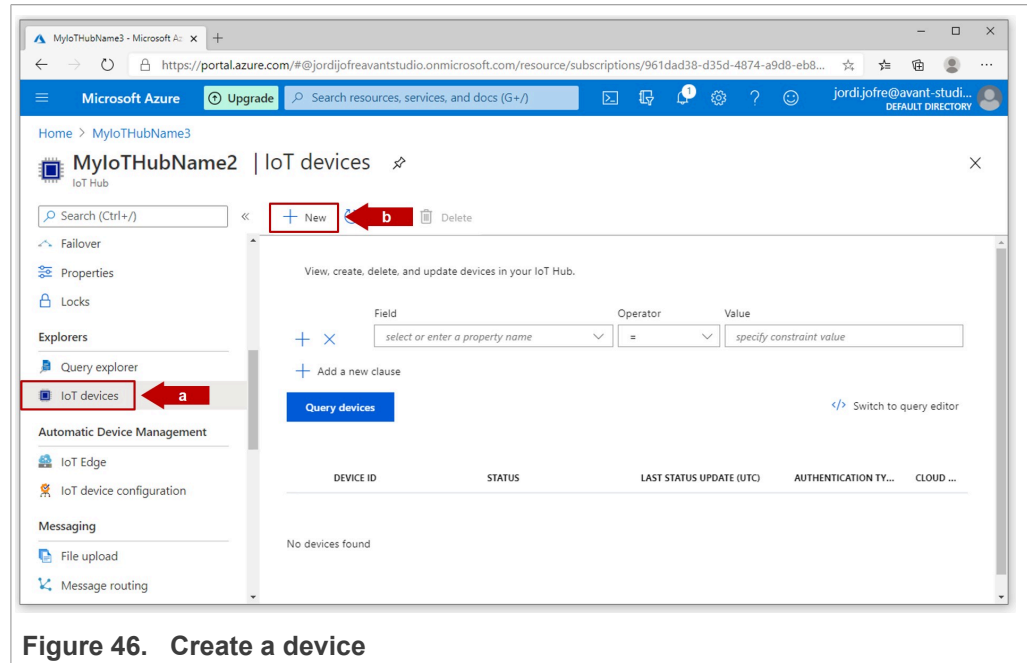 MyIoTHubName3 - Microsoft Az
https://portal.azure.com/#@jordijofreavantstudio.onmicrosoft.com/resource/subscriptions/961dad38-d35d-4874-a9d8-eb8...
Microsoft Azure Upgrade Search resources, services, and docs (G+/) 1 jordi.jofre@avant-studi...
DEFAULT DIRECTORY
Home > MyIoTHubName3
MyIoTHubName2 | IoT devices
IoT Hub
Search (Ctrl+/) «
+ New b Delete
Failover
Properties
Locks
Explorers
Query explorer
IoT devices a
Automatic Device Management
IoT Edge
IoT device configuration
Messaging
File upload
Message routing
View, create, delete, and update devices in your IoT Hub.
Field Operator Value
select or enter a property name = specify constraint value
Add a new clause
Query devices </> Switch to query editor
DEVICE ID STATUS LAST STATUS UPDATE (UTC) AUTHENTICATION TY... CLOUD ...
No devices found
Figure 46. Create a device